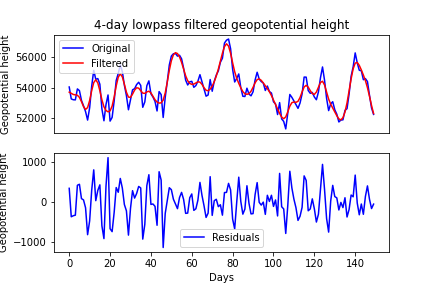 4-day lowpass filtered geopotential height
Geopotential height
56000
54000
52000
Original
Filtered
Geopotential height
1000
0
−1000
Residuals
0
20
40
60
80
100
120
140
Days